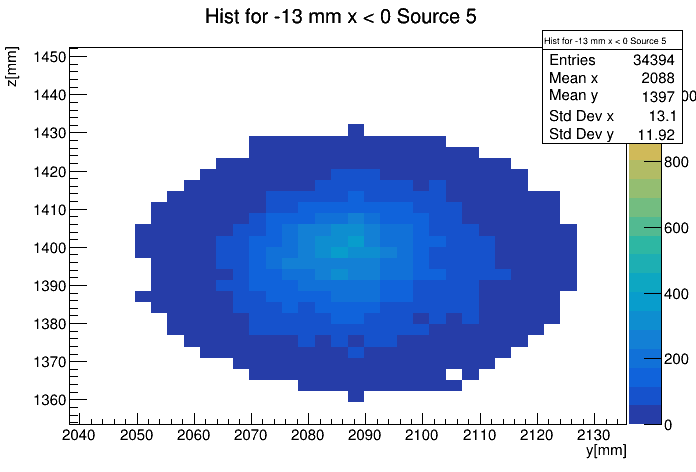 Hist for -13 mm x < 0 Source 5
z[mm]
1450
1440
1430
1420
1410
1400
1390
1380
1370
1360
2040 2050 2060 2070 2080 2090 2100 2110 2120 2130
y[mm]
Hist for -13 mm x < 0 Source 5
Entries 34394
Mean x 2088
Mean y 1397
Std Dev x 13.1
Std Dev y 11.92
800
600
400
200
0